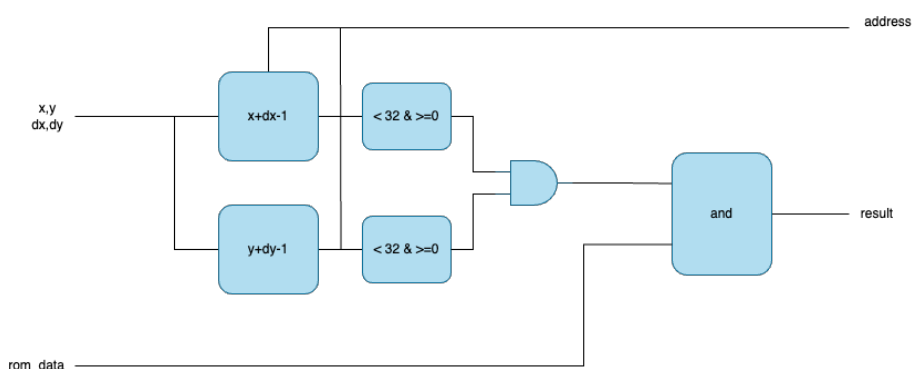 address
x,y
dx,dy
x+dx-1
< 32 & >=0
y+dy-1
< 32 & >=0
and
result
rom_data